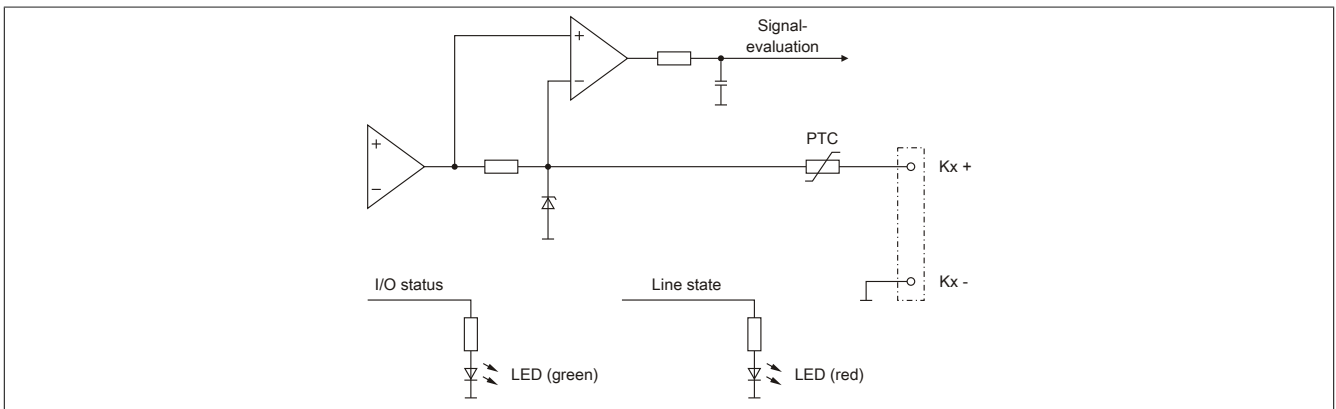 Signal-
evaluation
+
−
+
−
PTC
Kx +
Kx -
I/O status
Line state
LED (green)
LED (red)